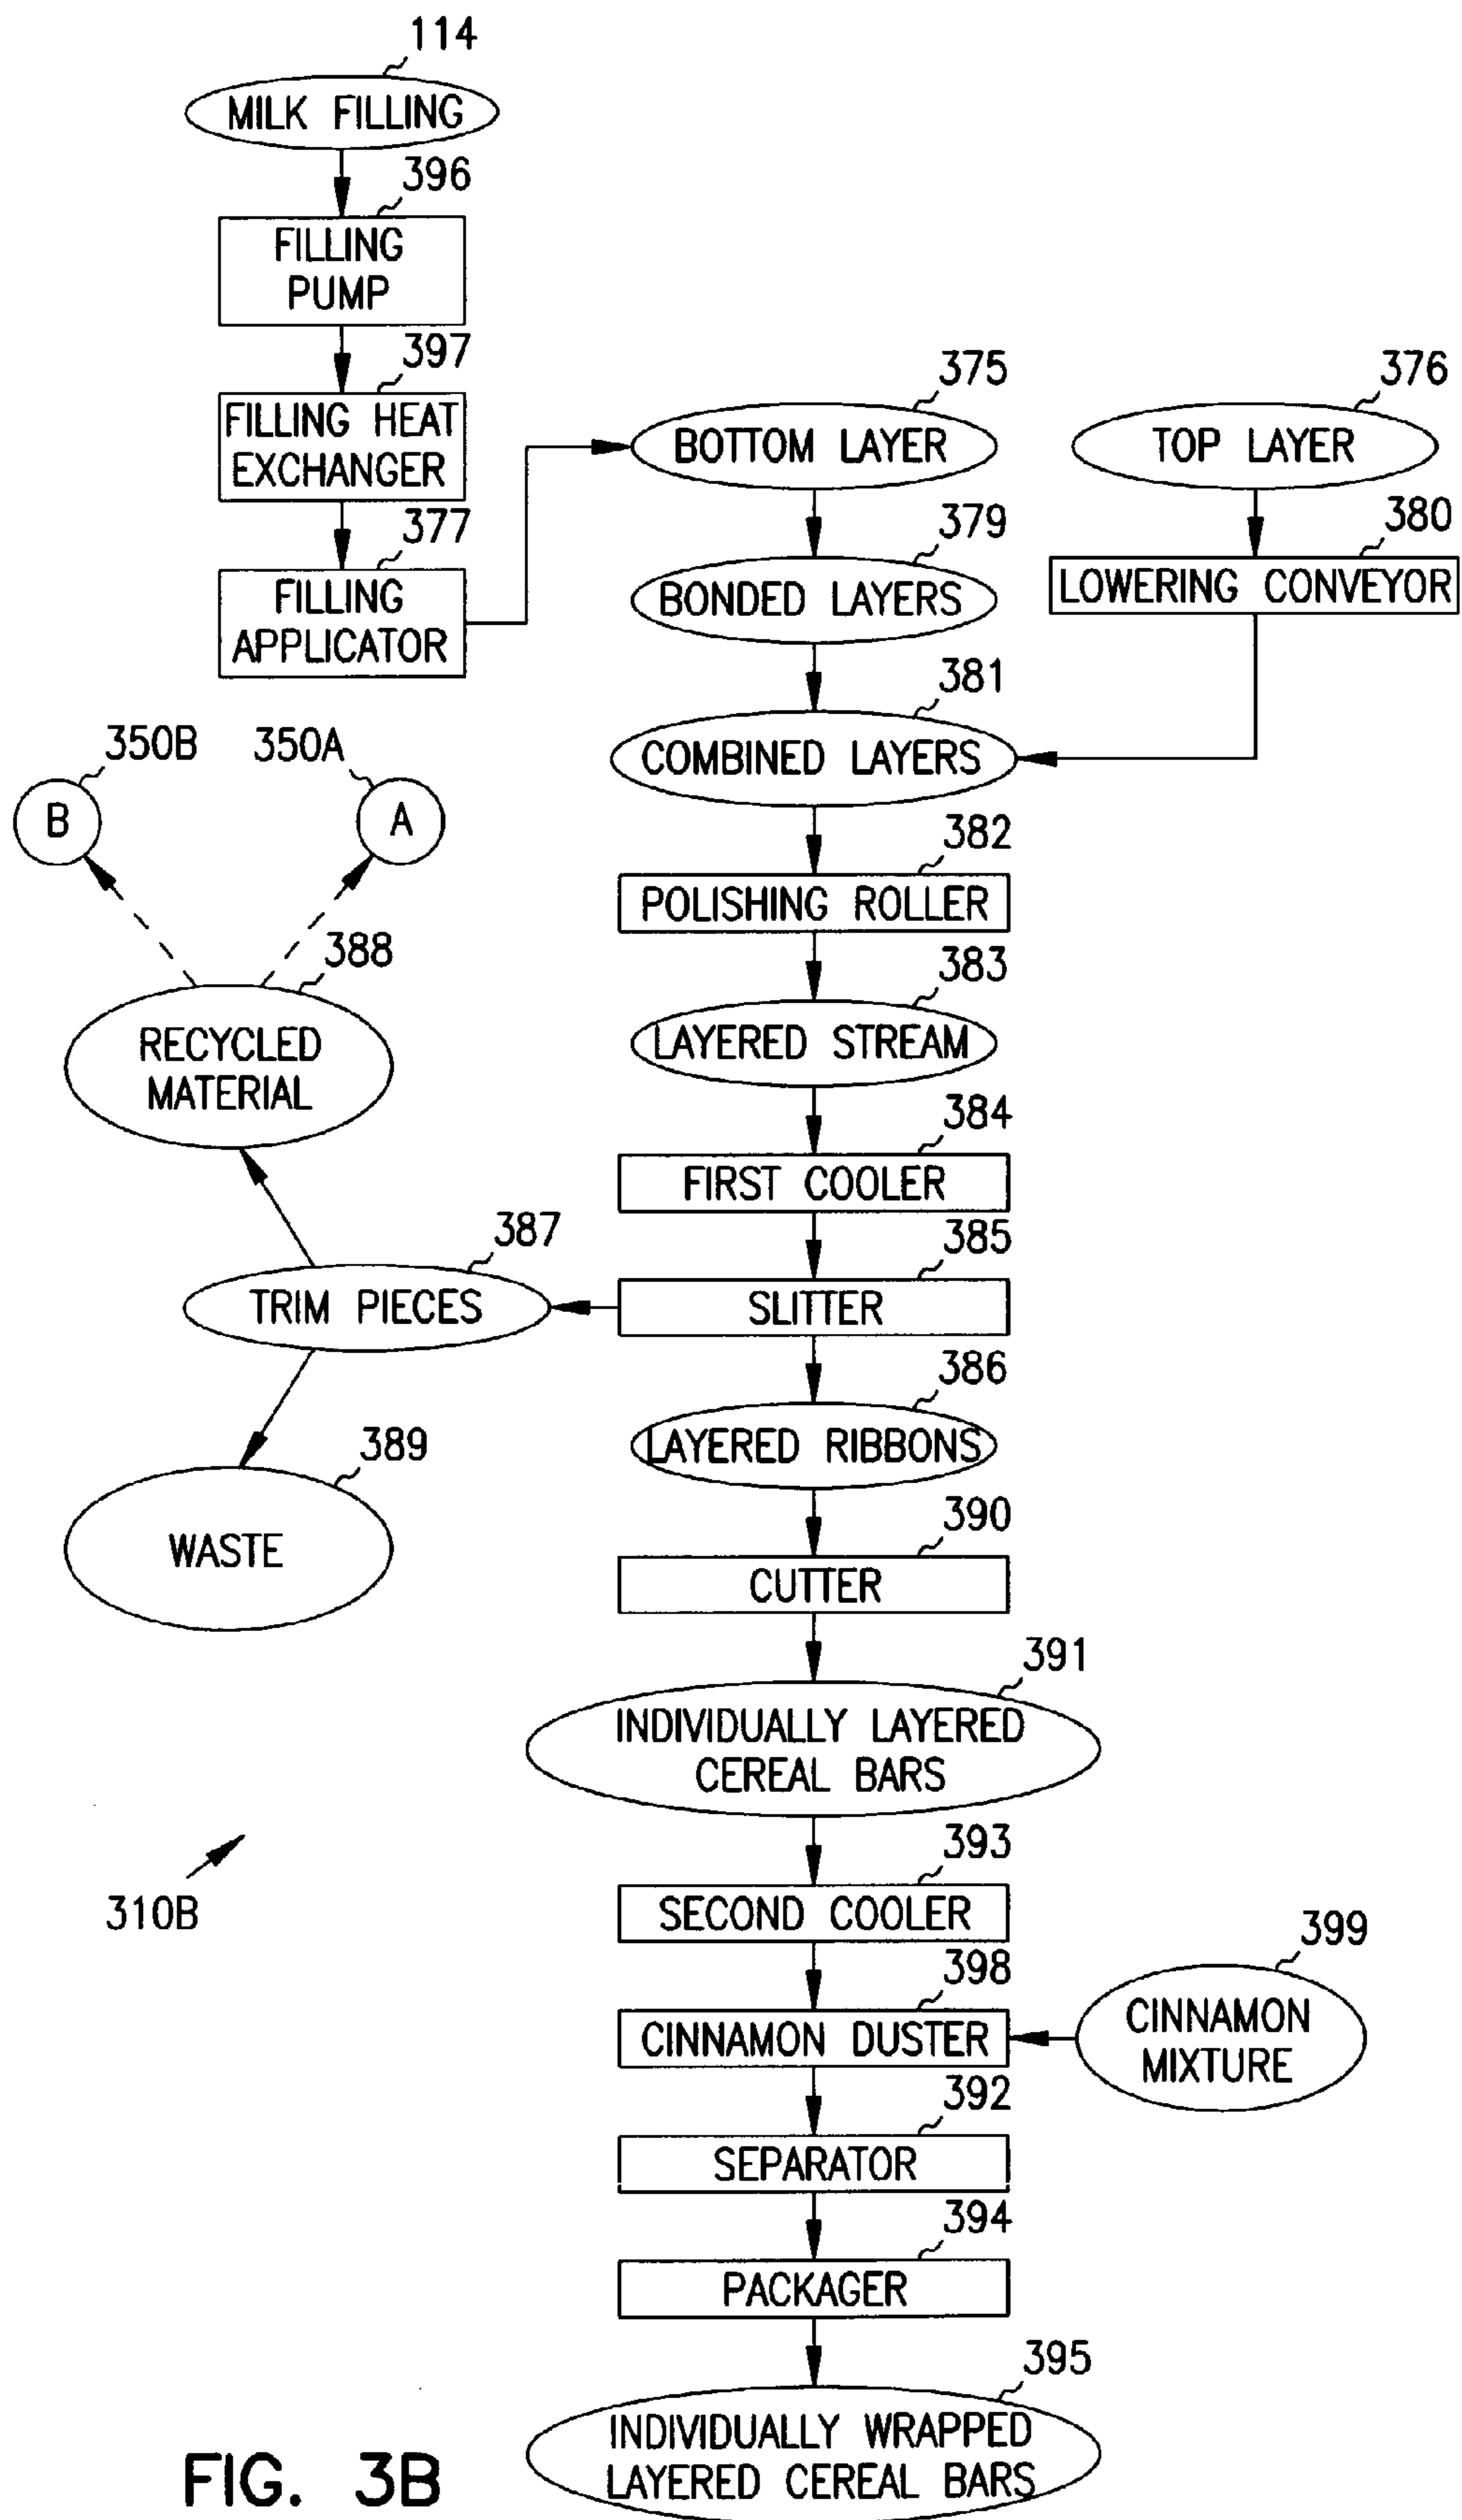 114
MILK FILLING
396
FILLING
PUMP
397
FILLING HEAT
EXCHANGER
377
FILLING
APPLICATOR
375
BOTTOM LAYER
376
TOP LAYER
379
BONDED LAYERS
380
LOWERING CONVEYOR
381
COMBINED LAYERS
350B
B
350A
A
382
POLISHING ROLLER
388
RECYCLED
MATERIAL
383
LAYERED STREAM
384
FIRST COOLER
387
TRIM PIECES
385
SLITTER
386
LAYERED RIBBONS
389
WASTE
390
CUTTER
391
INDIVIDUALLY LAYERED
CEREAL BARS
310B
393
SECOND COOLER
398
CINNAMON DUSTER
399
CINNAMON
MIXTURE
392
SEPARATOR
394
PACKAGER
395
INDIVIDUALLY WRAPPED
LAYERED CEREAL BARS
FIG. 3B